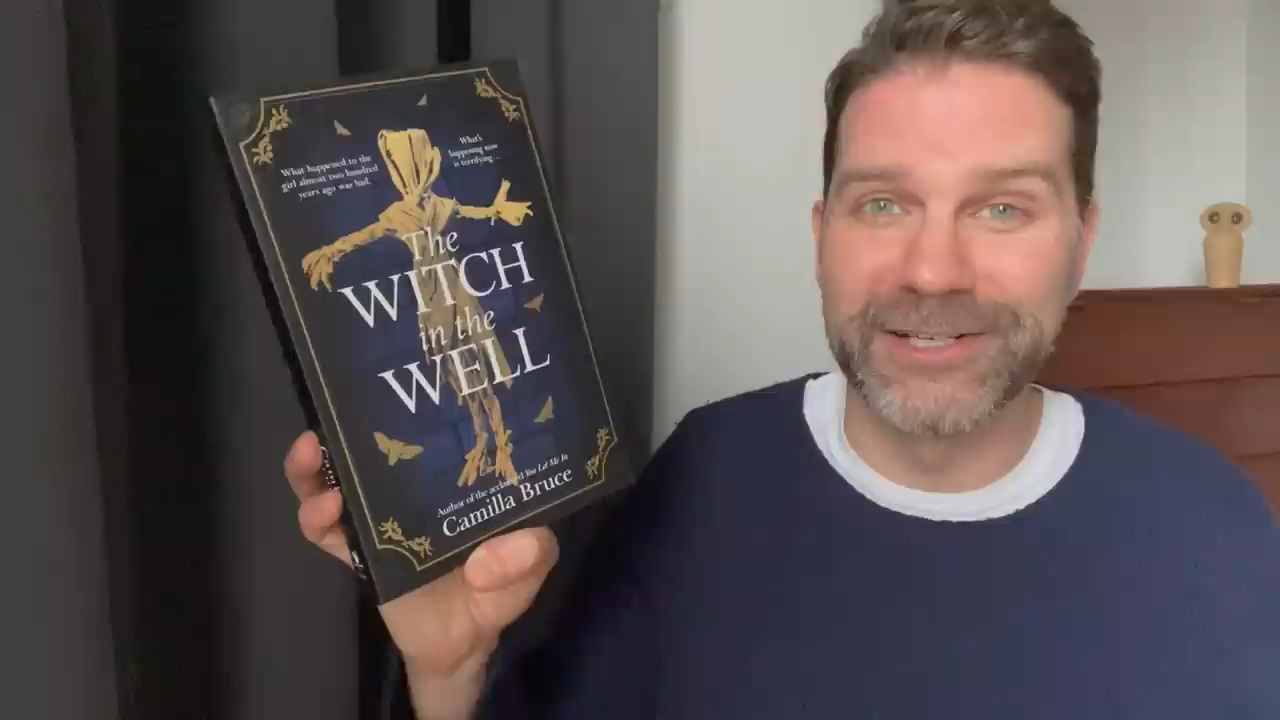 What happened to the
girl almost two hundred
years ago was bad.
What's
happening now
is terrifying...
The
WITCH
in the
WELL
Author of the acclaimed You Let Me In
Camilla Bruce